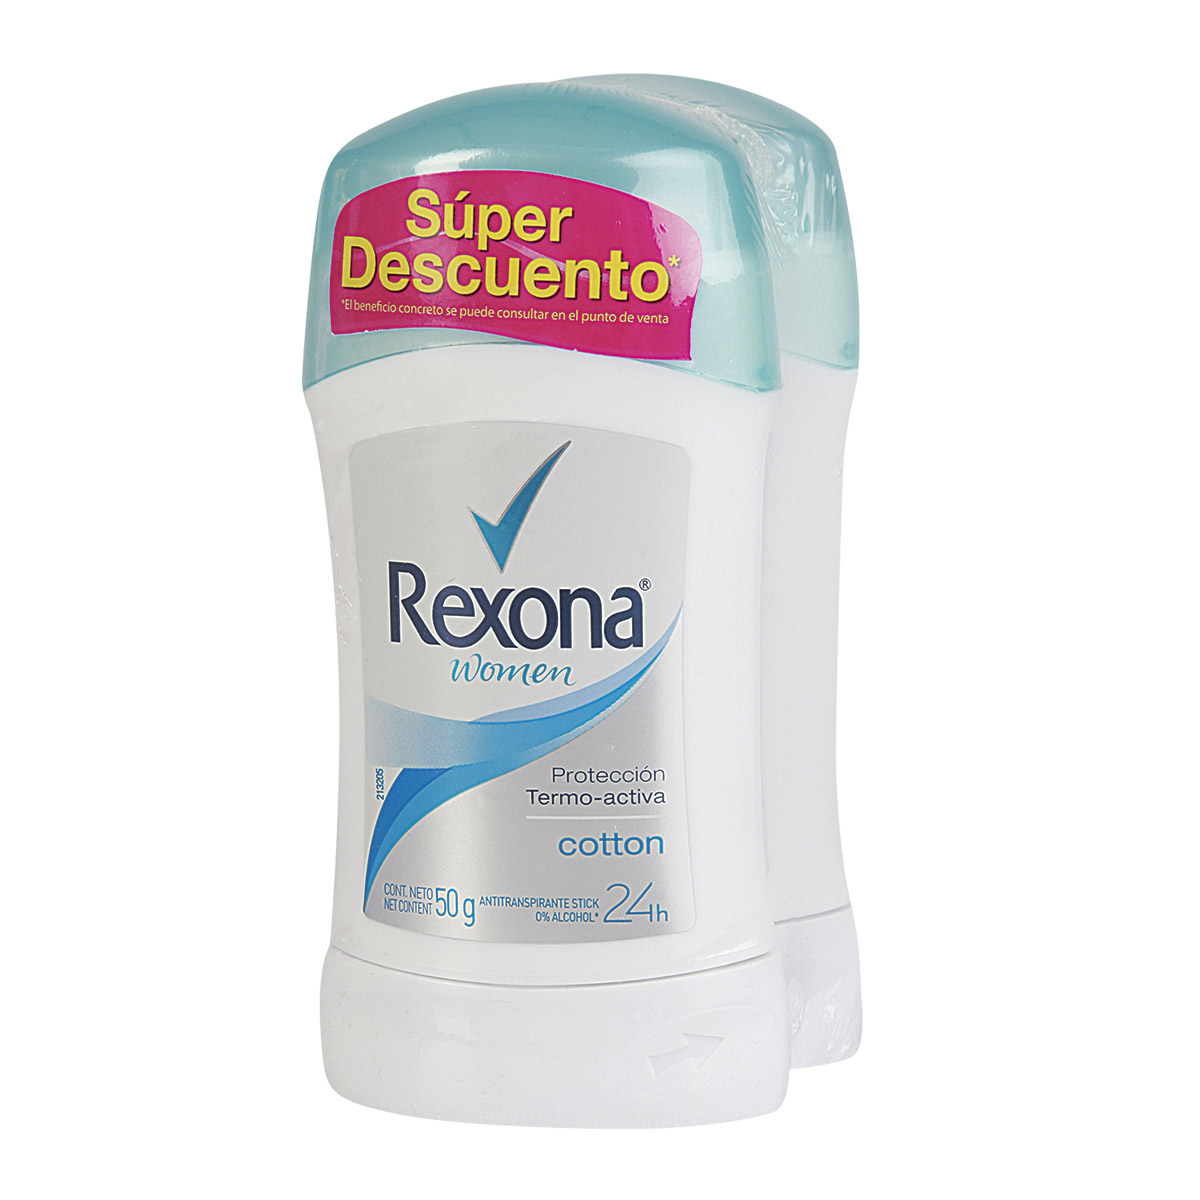 Súper
Descuento*
*El beneficio concreto se puede consultar en el punto de venta
Rexona®
women
Protección
Termo-activa
cotton
213205
CONT. NETO
NET CONTENT 50 g
ANTITRANSPIRANTE STICK
0% ALCOHOL*
24h